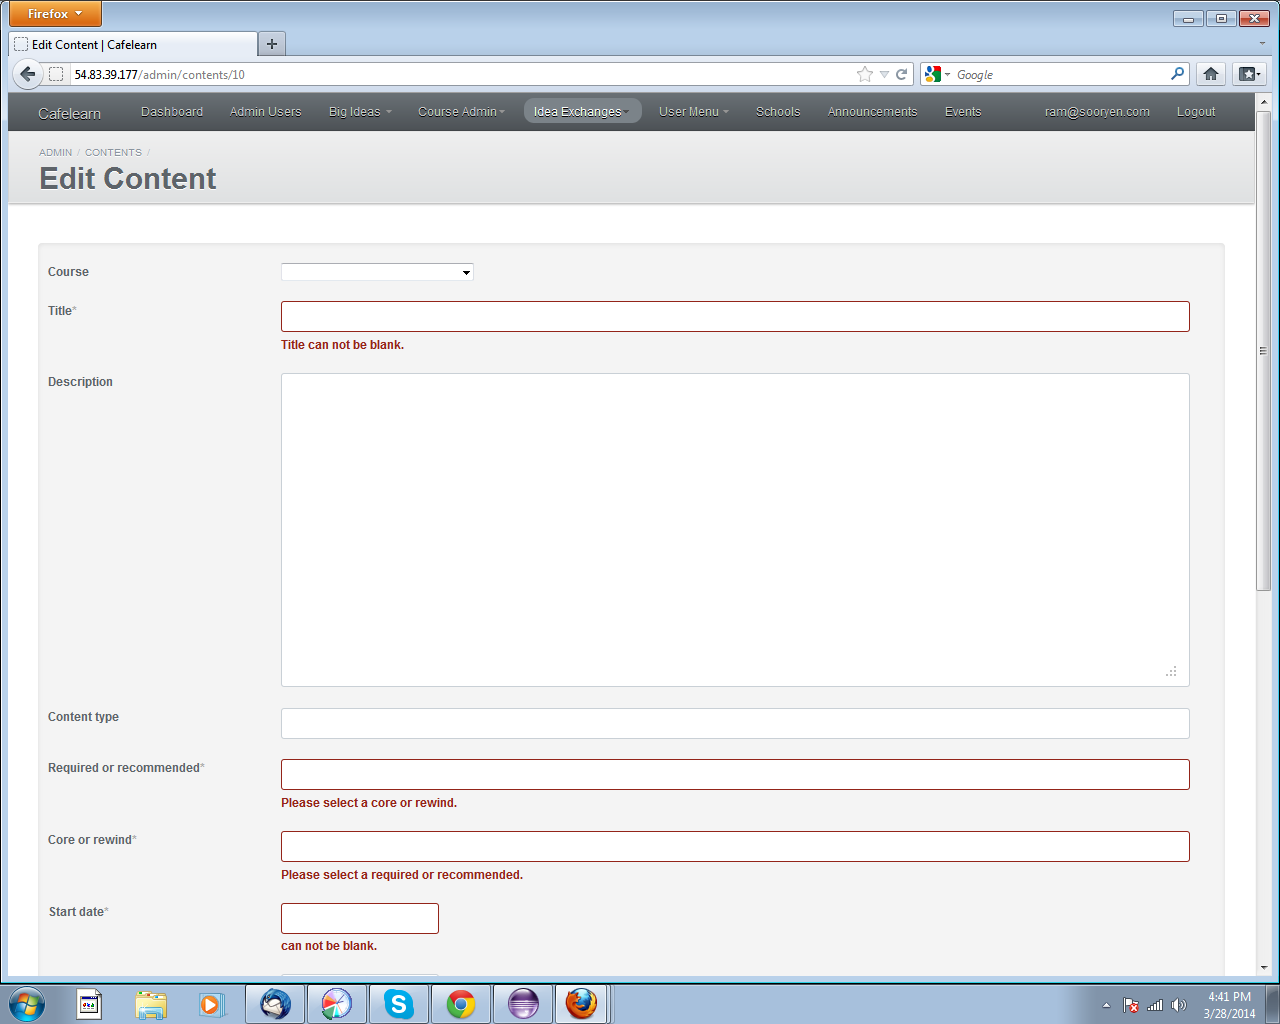 Firefox
Edit Content | Cafelearn
54.83.39.177/admin/contents/10
Google
Cafelearn Dashboard Admin Users Big Ideas Course Admin Idea Exchanges User Menu Schools Announcements Events ram@sooryen.com Logout
ADMIN / CONTENTS /
Edit Content
Course
Title*
Title can not be blank.
Description
Content type
Required or recommended*
Please select a core or rewind.
Core or rewind*
Please select a required or recommended.
Start date*
can not be blank.
4:41 PM
3/28/2014